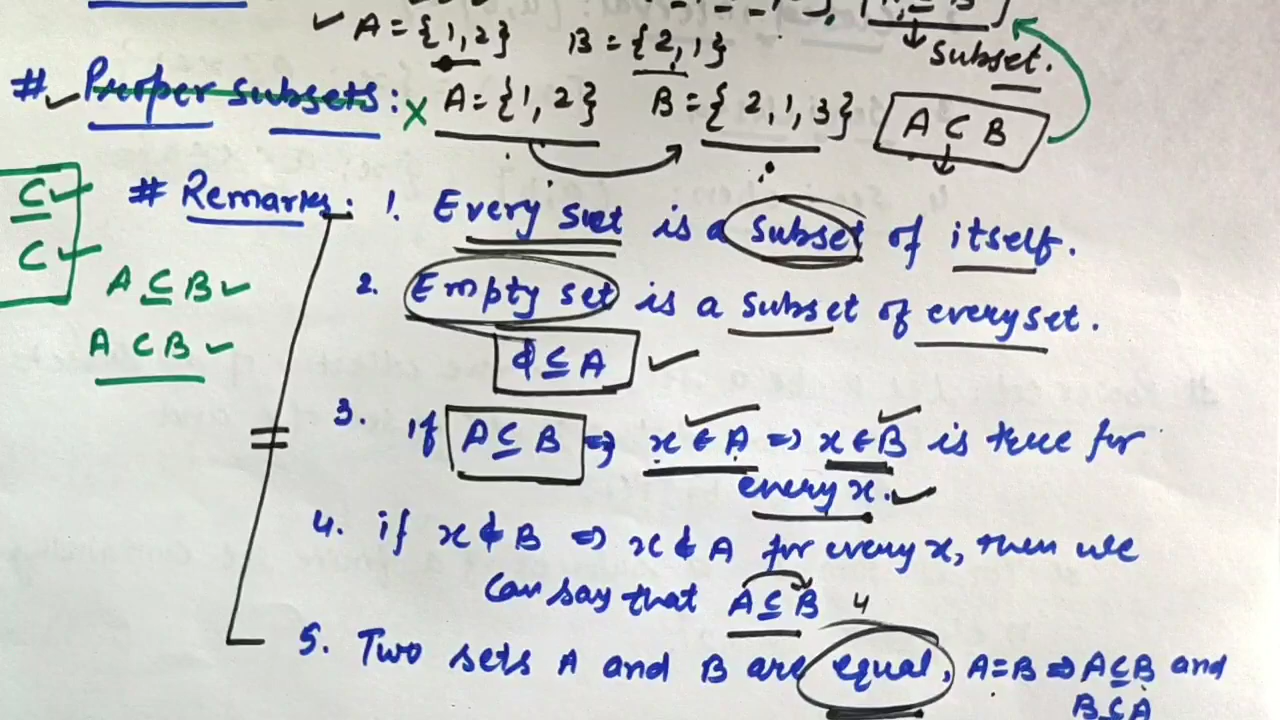 ✓ A = {1,2} B = {2,1}
Subset.
# ✓ Proper subsets: × A = {1,2} B = {2,1,3} A ⊂ B
# Remarks: 1. Every set is a subset of itself.
⊆ ✓
⊂ ✓
A ⊆ B ✓
A ⊂ B ✓
2. Empty set is a subset of every set.
ϕ ⊆ A ✓
3. if A ⊆ B ⇒ x ∈ A ⇒ x ∈ B is true for
every x. ✓
4. if x ∉ B ⇒ x ∉ A for every x, then we
can say that A ⊆ B 4
5. Two sets A and B are equal, A = B ⇒ A ⊆ B and
B ⊆ A